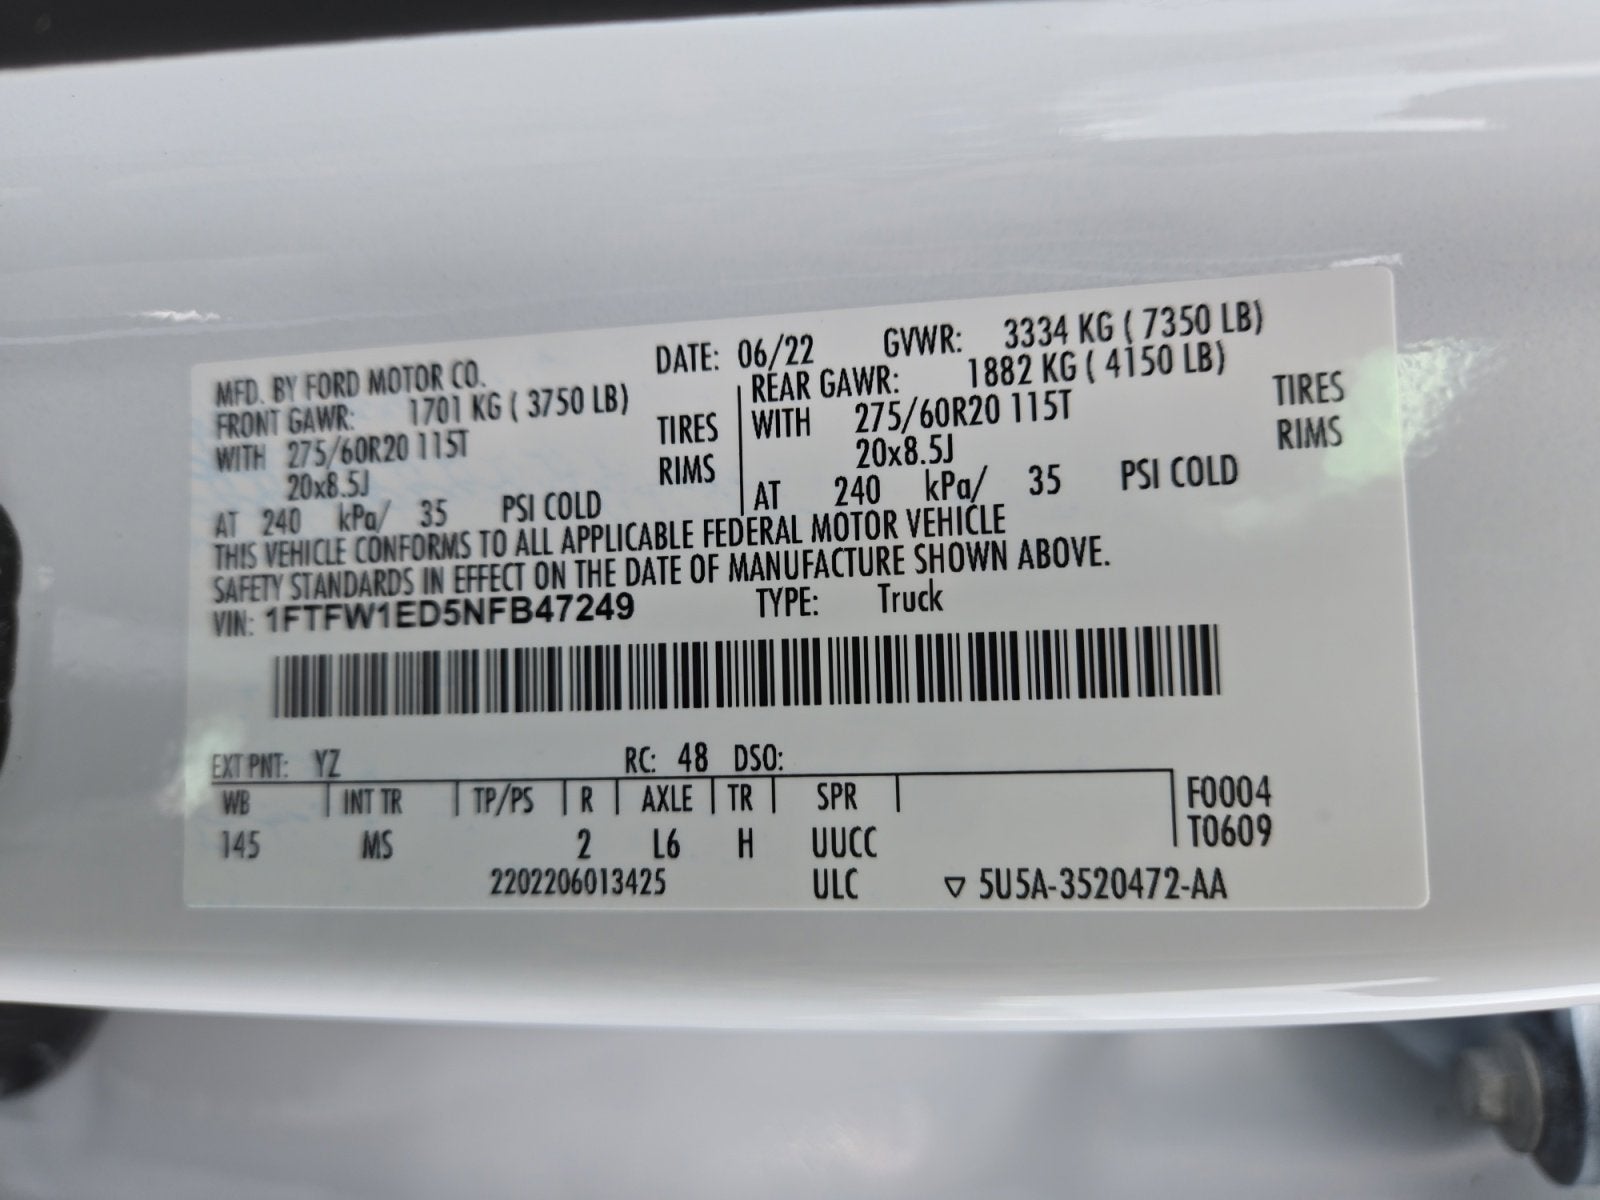 MFD. BY FORD MOTOR CO. DATE: 06/22 GVWR: 3334 KG ( 7350 LB)
FRONT GAWR: 1701 KG ( 3750 LB) REAR GAWR: 1882 KG ( 4150 LB)
WITH 275/60R20 115T TIRES WITH 275/60R20 115T TIRES
20x8.5J RIMS 20x8.5J RIMS
AT 240 kPa/ 35 PSI COLD AT 240 kPa/ 35 PSI COLD
THIS VEHICLE CONFORMS TO ALL APPLICABLE FEDERAL MOTOR VEHICLE
SAFETY STANDARDS IN EFFECT ON THE DATE OF MANUFACTURE SHOWN ABOVE.
VIN: 1FTFW1ED5NFB47249 TYPE: Truck
EXT PNT: YZ RC: 48 DSO:
WB INT TR TP/PS R AXLE TR SPR F0004
145 MS 2 L6 H UUCC T0609
2202206013425 ULC ▽ 5U5A-3520472-AA